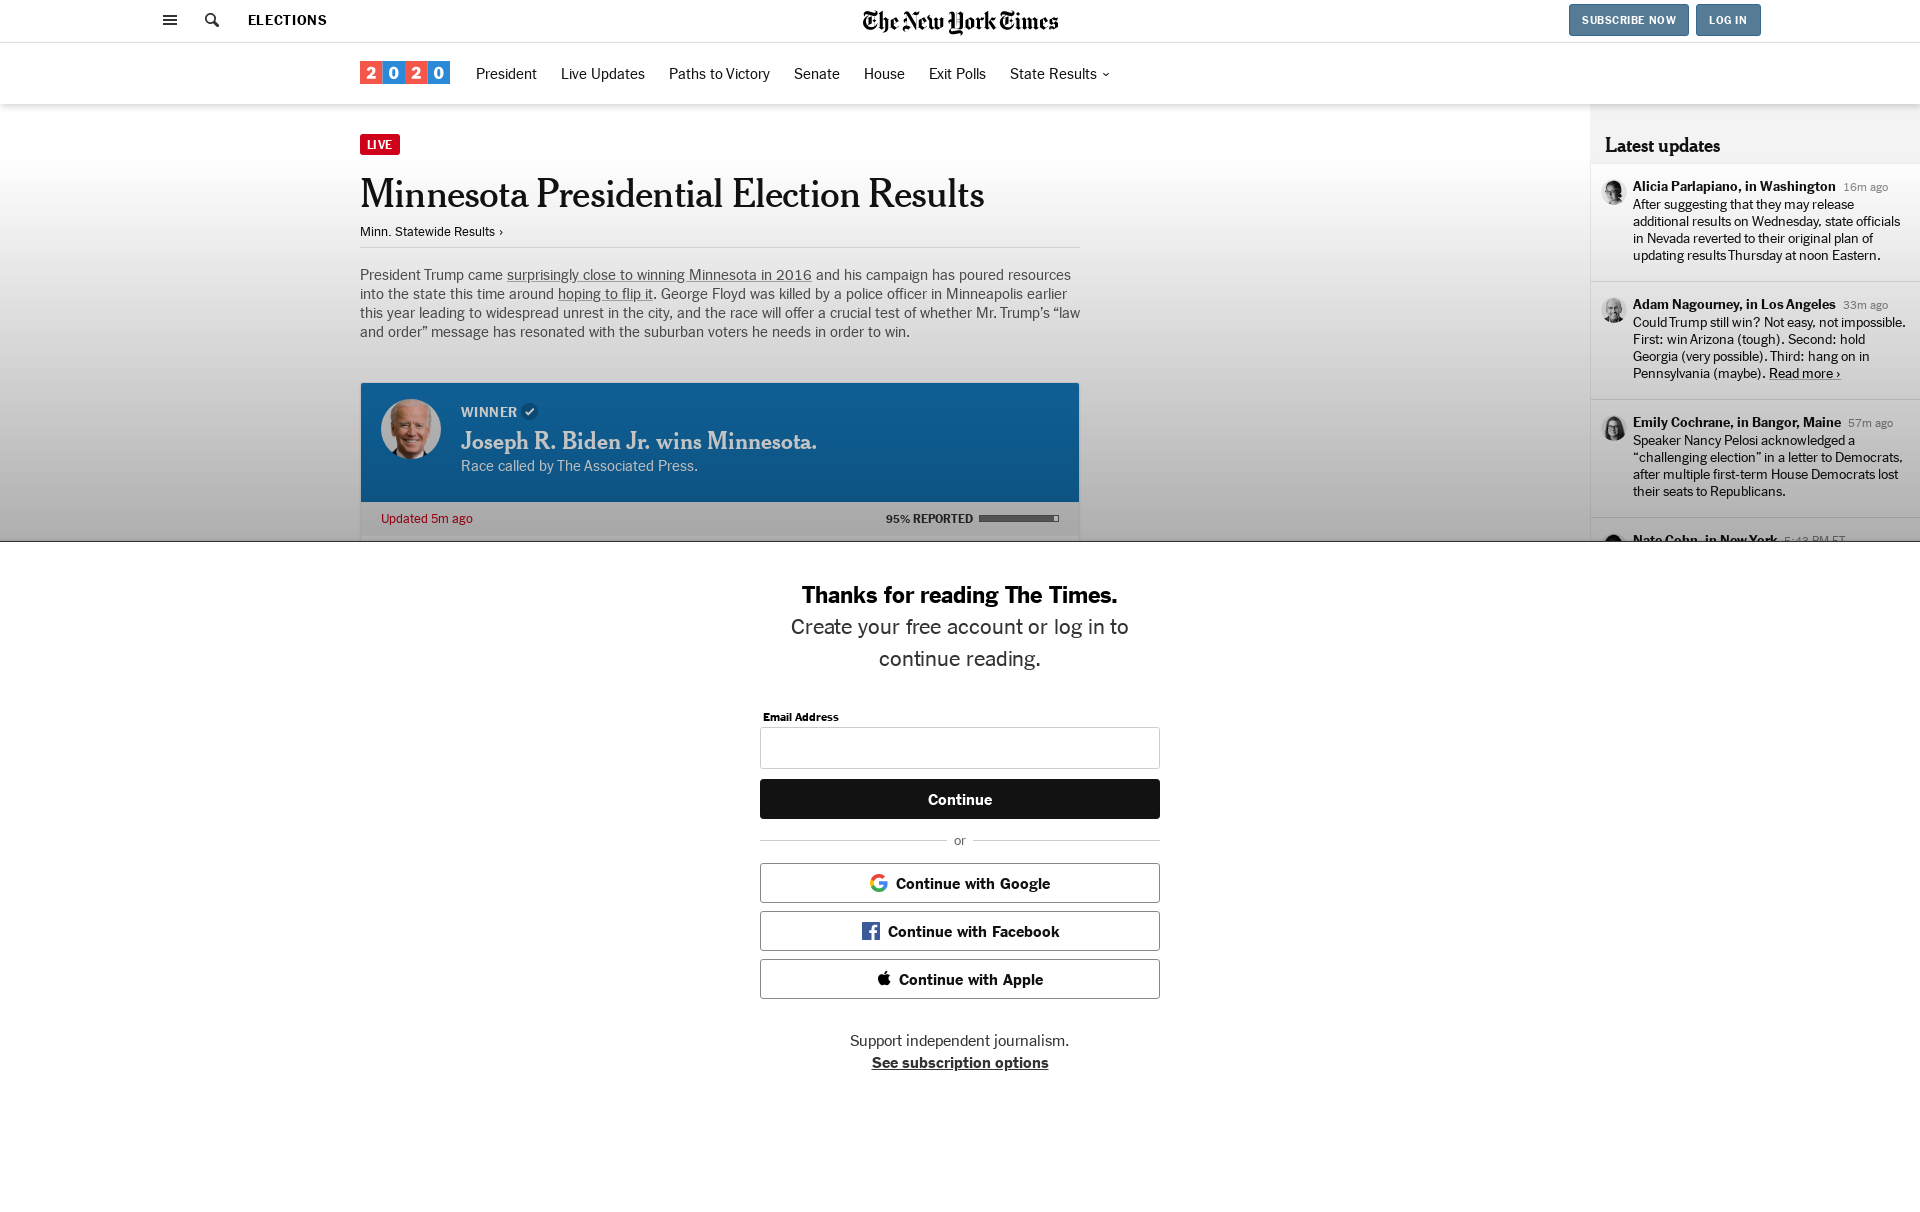 ELECTIONS
The New York Times
SUBSCRIBE NOW
LOG IN
2020
President
Live Updates
Paths to Victory
Senate
House
Exit Polls
State Results
LIVE
Minnesota Presidential Election Results
Minn. Statewide Results ›
President Trump came surprisingly close to winning Minnesota in 2016 and his campaign has poured resources
into the state this time around hoping to flip it. George Floyd was killed by a police officer in Minneapolis earlier
this year leading to widespread unrest in the city, and the race will offer a crucial test of whether Mr. Trump’s “law
and order” message has resonated with the suburban voters he needs in order to win.
WINNER
Joseph R. Biden Jr. wins Minnesota.
Race called by The Associated Press.
Updated 5m ago
95% REPORTED
Latest updates
Alicia Parlapiano, in Washington 16m ago
After suggesting that they may release
additional results on Wednesday, state officials
in Nevada reverted to their original plan of
updating results Thursday at noon Eastern.
Adam Nagourney, in Los Angeles 33m ago
Could Trump still win? Not easy, not impossible.
First: win Arizona (tough). Second: hold
Georgia (very possible). Third: hang on in
Pennsylvania (maybe). Read more ›
Emily Cochrane, in Bangor, Maine 57m ago
Speaker Nancy Pelosi acknowledged a
“challenging election” in a letter to Democrats,
after multiple first-term House Democrats lost
their seats to Republicans.
Nate Cohn, in New York 5:43 PM ET
Thanks for reading The Times.
Create your free account or log in to
continue reading.
Email Address
Continue
or
Continue with Google
Continue with Facebook
Continue with Apple
Support independent journalism.
See subscription options